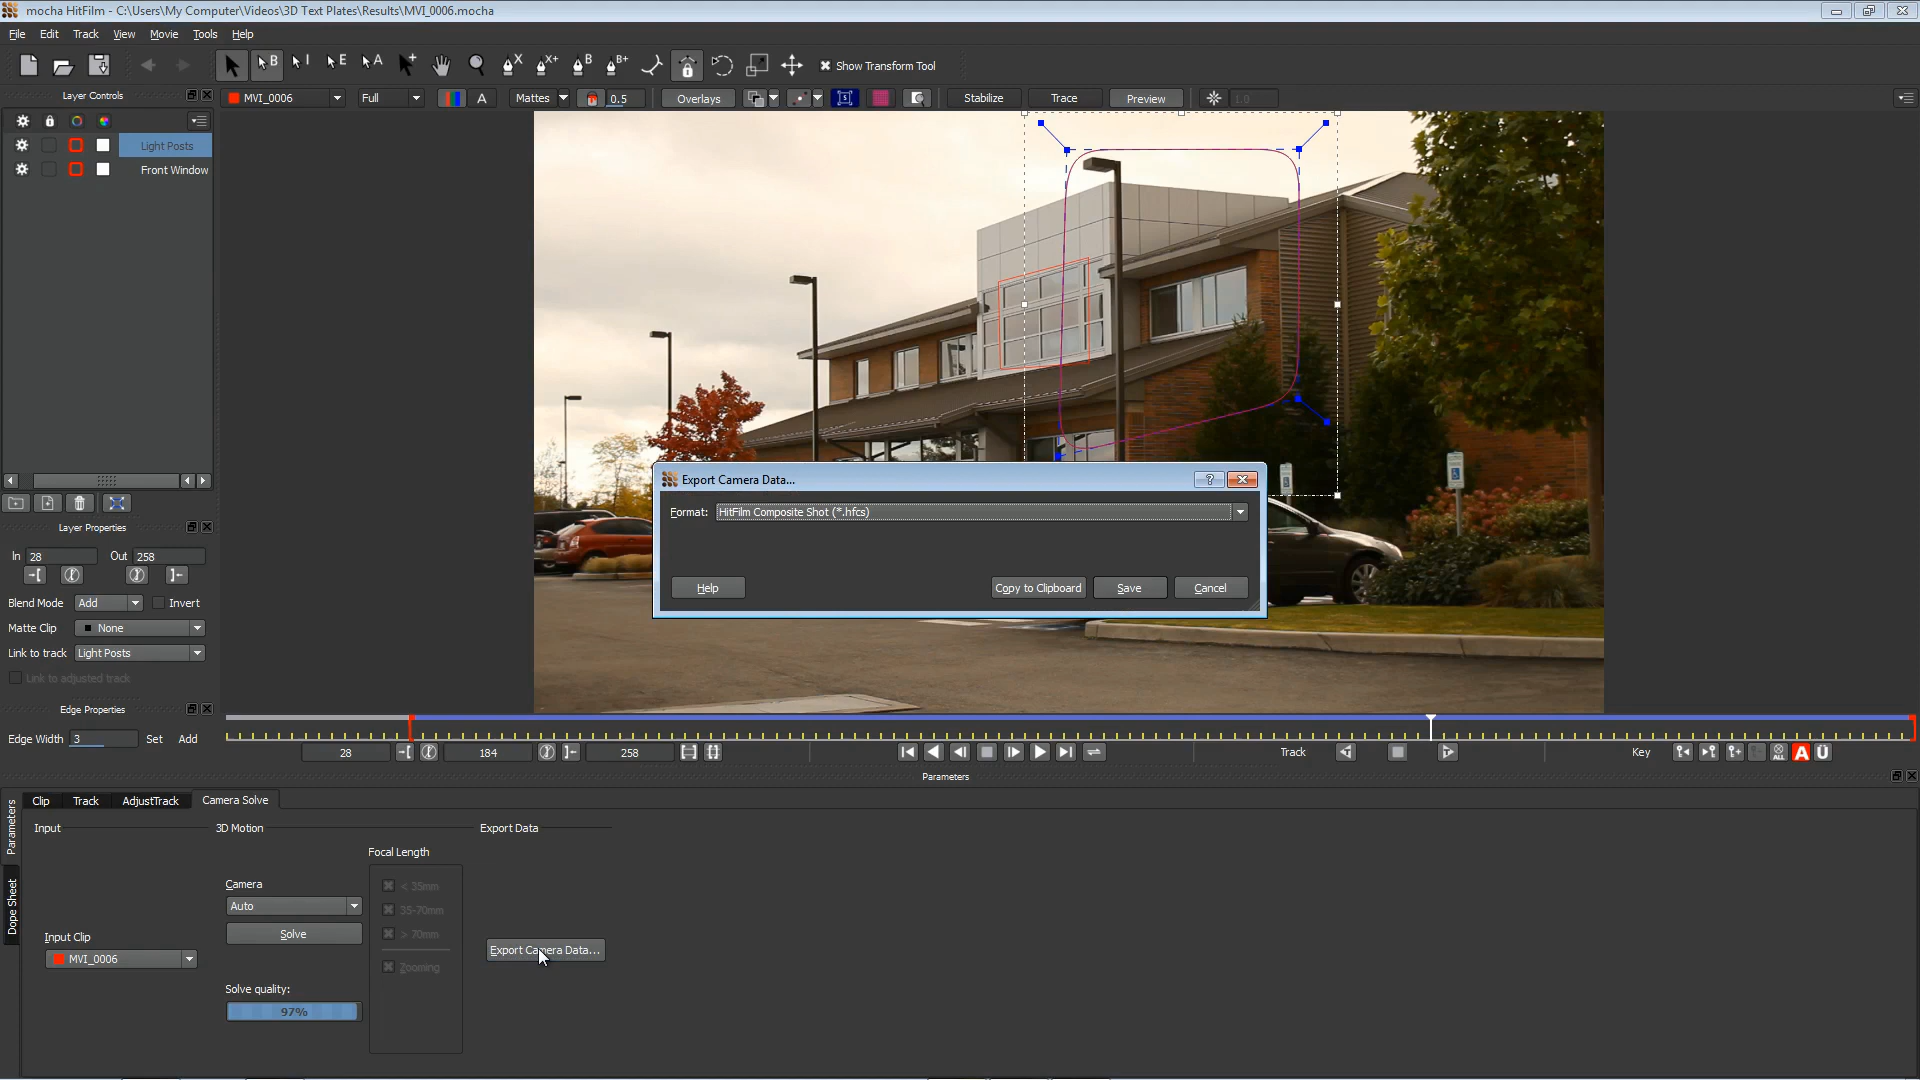 mocha HitFilm - C:\Users\My Computer\Videos\3D Text Plates\Results\MVI_0006.mocha
File Edit Track View Movie Tools Help
B I E A X X+ B B+ Show Transform Tool
Layer Controls MVI_0006 Full A Mattes 0.5 Overlays Stabilize Trace Preview 1.0
Light Posts
Front Window
Export Camera Data...
Format: HitFilm Composite Shot (*.hfcs)
Help Copy to Clipboard Save Cancel
Layer Properties
In 28 Out 258
Blend Mode Add Invert
Matte Clip None
Link to track Light Posts
Link to adjusted track
Edge Properties
Edge Width 3 Set Add
28 184 258 Track Key ALL A Ü
Parameters
Parameters
Dope Sheet
Clip Track AdjustTrack Camera Solve
Input 3D Motion Export Data
Focal Length
Camera
Auto
Solve
< 35mm
35-70mm
> 70mm
Zooming
Input Clip
MVI_0006
Export Camera Data...
Solve quality:
97%